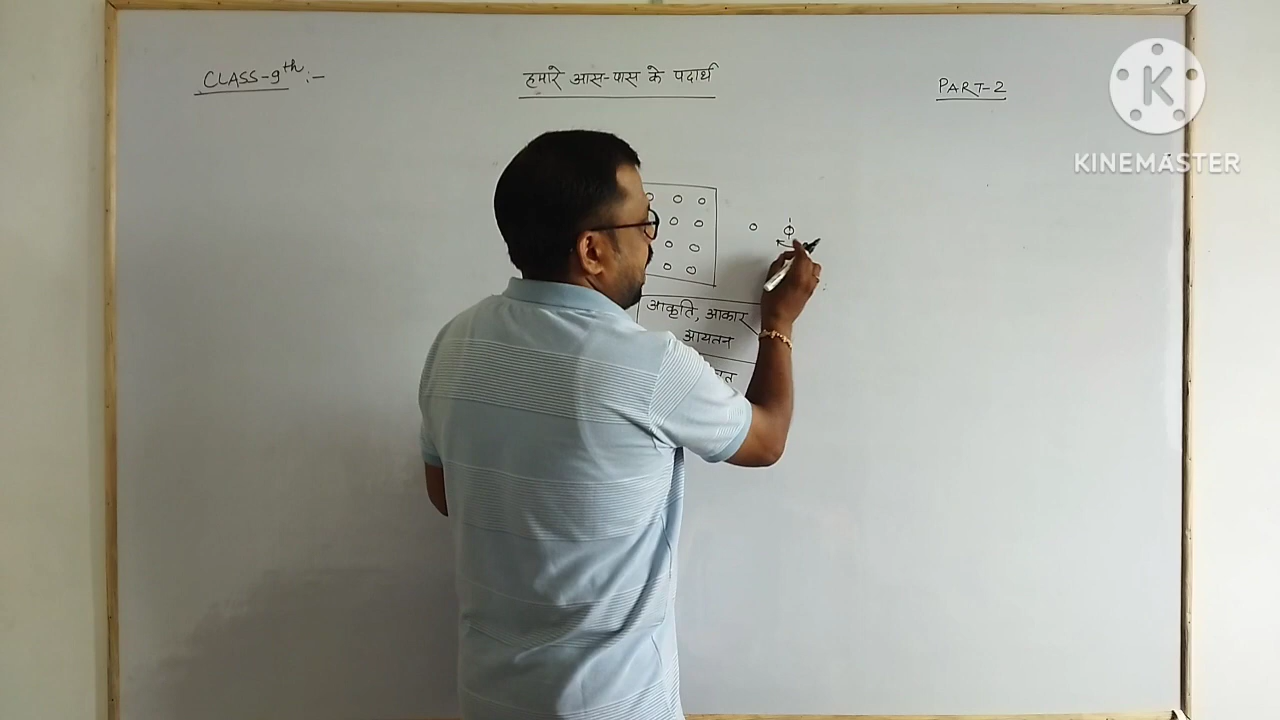 CLASS-9th :-
हमारे आस-पास के पदार्थ
PART-2
K
KINEMASTER
आकृति, आकार
आयतन